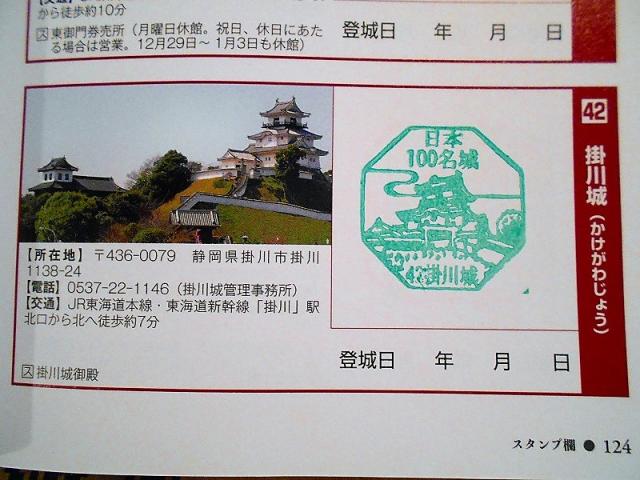 から徒歩約10分
ス東御門券売所（月曜日休館。祝日、休日にあた
る場合は営業。12月29日～1月3日も休館）
登城日 年 月 日
42
掛川城（かけがわじょう）
日本
100名城
42掛川城
【所在地】 〒436-0079 静岡県掛川市掛川
1138-24
【電話】 0537-22-1146（掛川城管理事務所）
【交通】 JR東海道本線・東海道新幹線「掛川」駅
北口から北へ徒歩約7分
ス掛川城御殿
登城日 年 月 日
スタンプ欄 ● 124